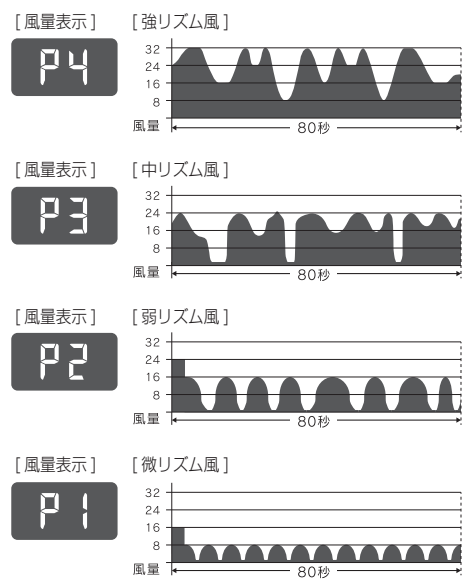 [風量表示] [強リズム風]
P4
32
24
16
8
風量
80秒
[風量表示] [中リズム風]
P3
32
24
16
8
風量
80秒
[風量表示] [弱リズム風]
P2
32
24
16
8
風量
80秒
[風量表示] [微リズム風]
P1
32
24
16
8
風量
80秒